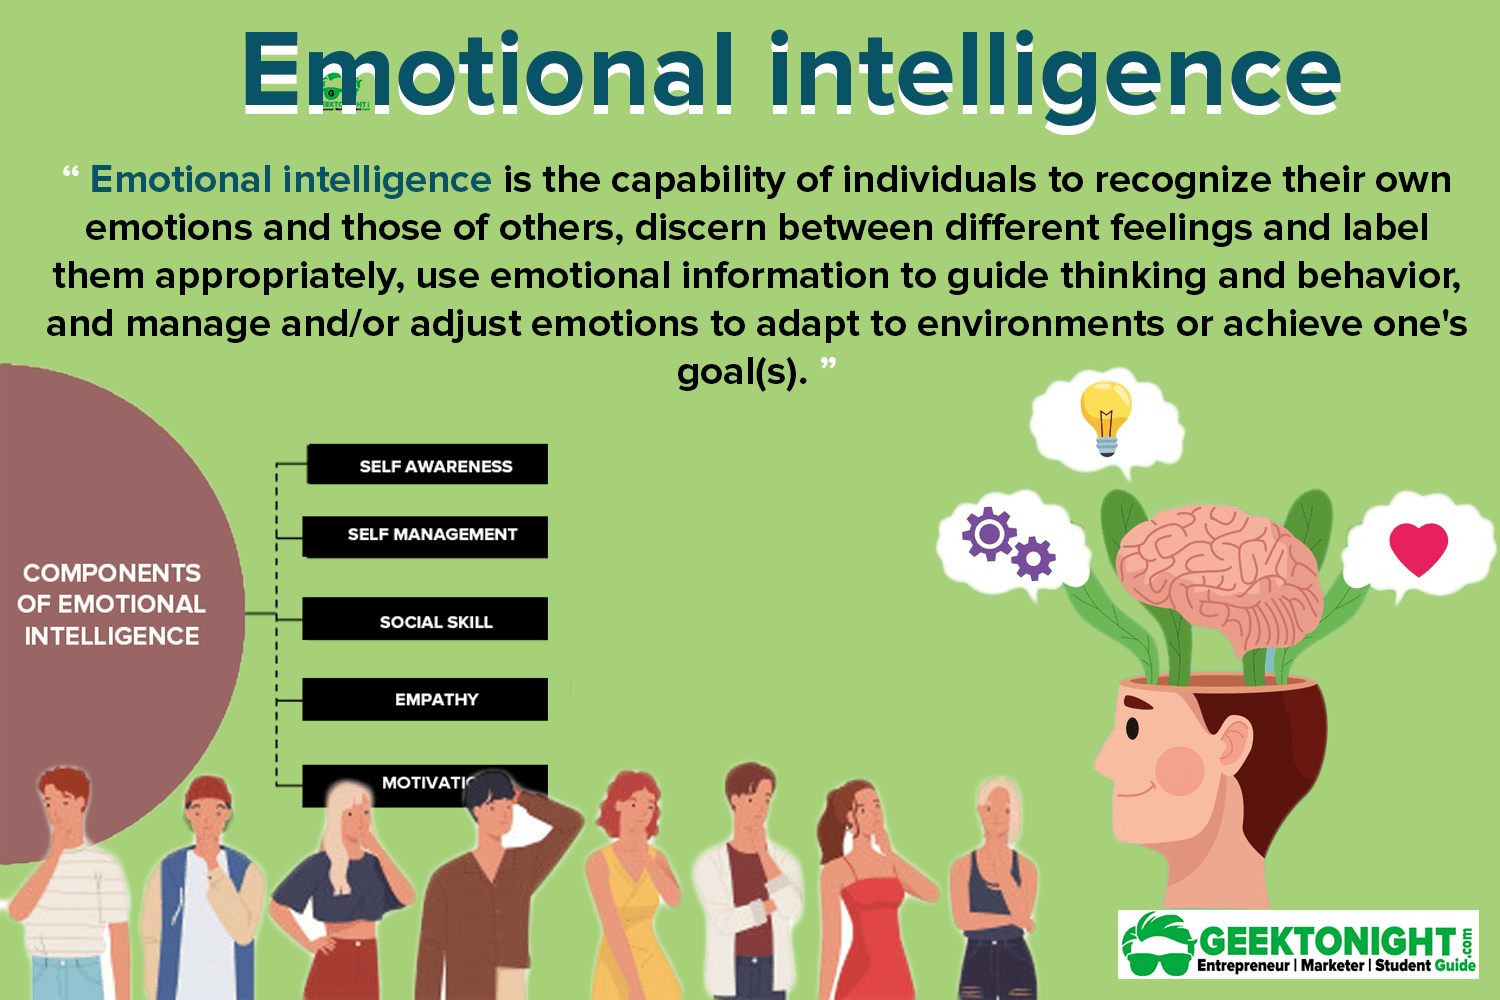 Emotional intelligence
“ Emotional intelligence is the capability of individuals to recognize their own
emotions and those of others, discern between different feelings and label
them appropriately, use emotional information to guide thinking and behavior,
and manage and/or adjust emotions to adapt to environments or achieve one's
goal(s). ”
COMPONENTS
OF EMOTIONAL
INTELLIGENCE
SELF AWARENESS
SELF MANAGEMENT
SOCIAL SKILL
EMPATHY
MOTIVATIO
GEEKTONIGHT.com
Entrepreneur | Marketer | Student Guide